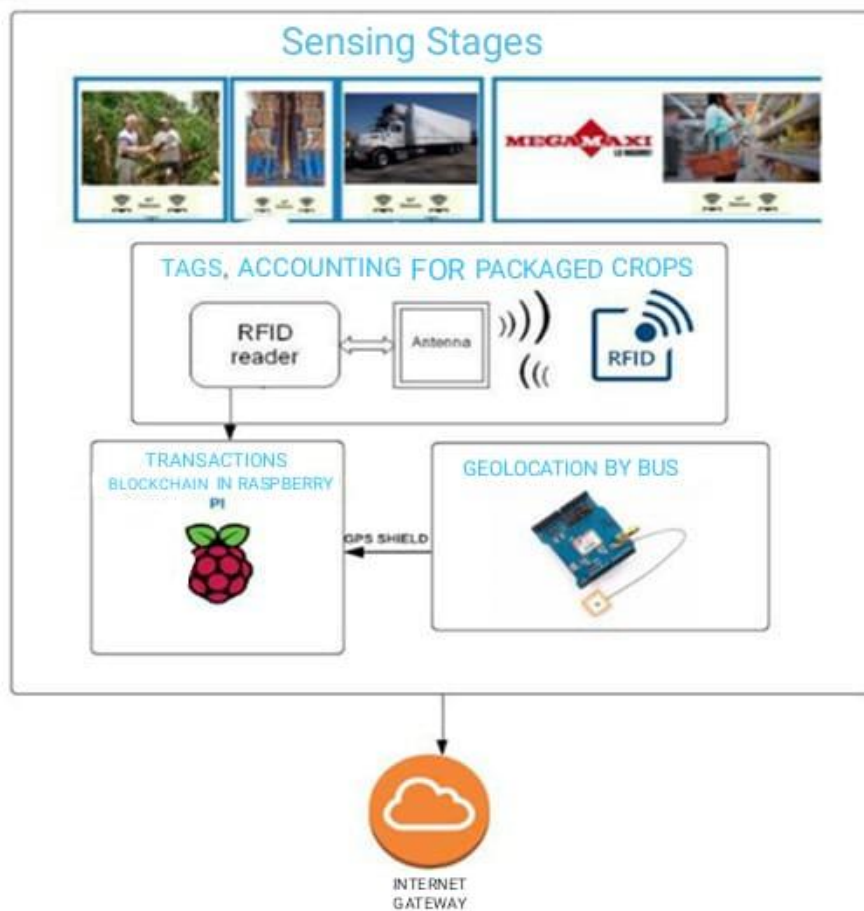 Sensing Stages
MEGAMAXI
TAGS, ACCOUNTING FOR PACKAGED CROPS
RFID
reader
Antenna
RFID
TRANSACTIONS
BLOCKCHAIN IN RASPBERRY
PI
GPS SHIELD
GEOLOCATION BY BUS
INTERNET
GATEWAY